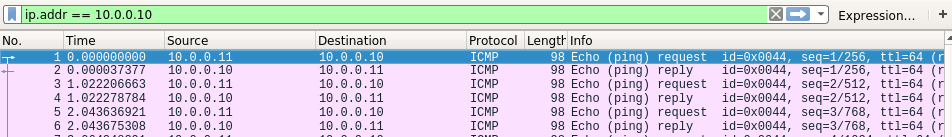 ip.addr == 10.0.0.10 Expression... +
No. Time Source Destination Protocol Length Info
1 0.000000000 10.0.0.11 10.0.0.10 ICMP 98 Echo (ping) request id=0x0044, seq=1/256, ttl=64 (r
2 0.000037377 10.0.0.10 10.0.0.11 ICMP 98 Echo (ping) reply id=0x0044, seq=1/256, ttl=64 (r
3 1.022206663 10.0.0.11 10.0.0.10 ICMP 98 Echo (ping) request id=0x0044, seq=2/512, ttl=64 (r
4 1.022278784 10.0.0.10 10.0.0.11 ICMP 98 Echo (ping) reply id=0x0044, seq=2/512, ttl=64 (r
5 2.043636921 10.0.0.11 10.0.0.10 ICMP 98 Echo (ping) request id=0x0044, seq=3/768, ttl=64 (r
6 2.043675308 10.0.0.10 10.0.0.11 ICMP 98 Echo (ping) reply id=0x0044, seq=3/768, ttl=64 (r